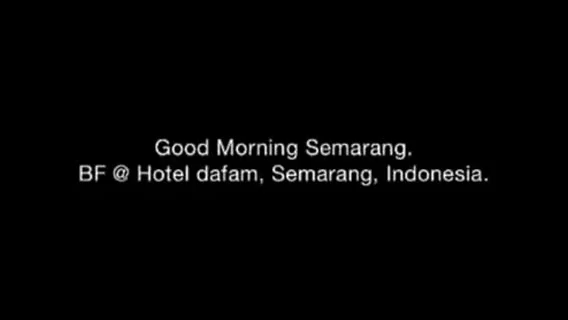 Good Morning Semarang.
BF @ Hotel dafam, Semarang, Indonesia.